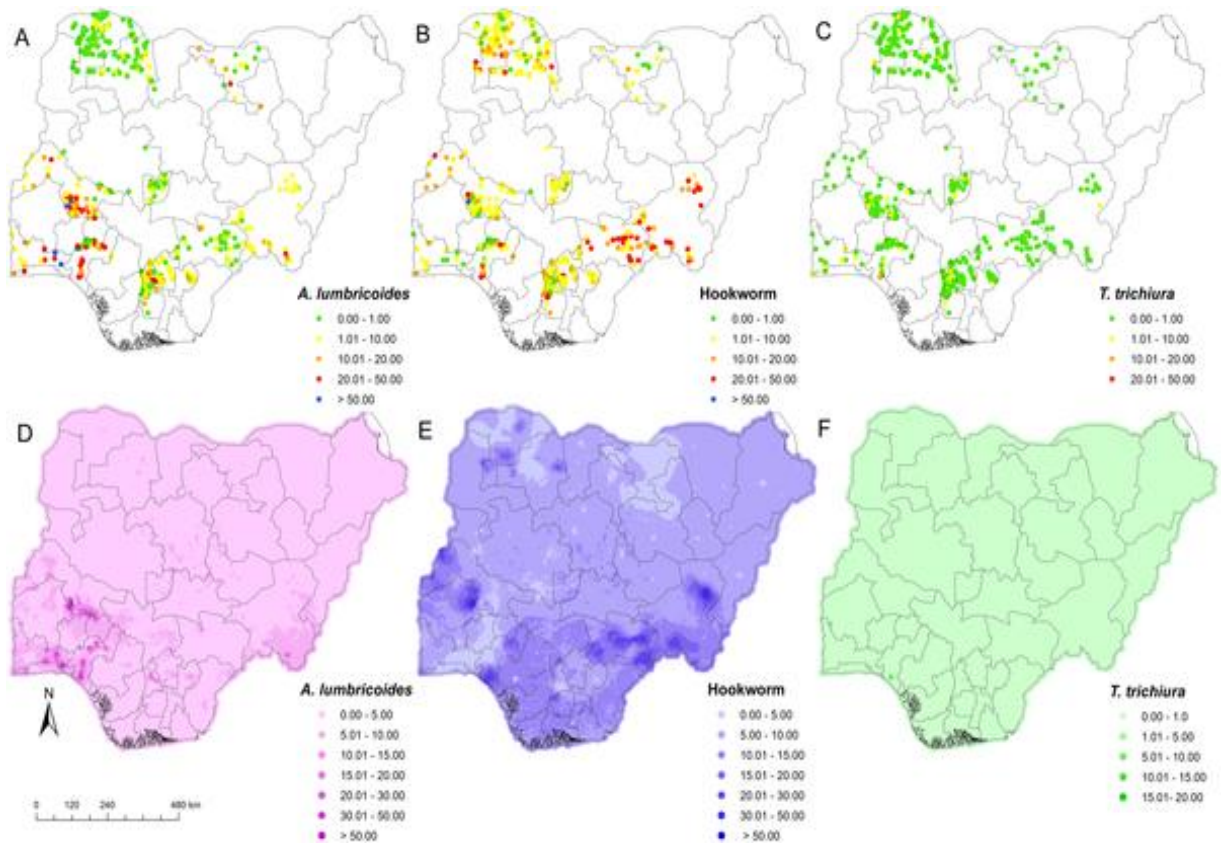 A
B
C
A. lumbricoides
0.00 - 1.00
1.01 - 10.00
10.01 - 20.00
20.01 - 50.00
> 50.00
Hookworm
0.00 - 1.00
1.01 - 10.00
10.01 - 20.00
20.01 - 50.00
> 50.00
T. trichiura
0.00 - 1.00
1.01 - 10.00
10.01 - 20.00
20.01 - 50.00
D
E
F
N
0 120 240 480 km
A. lumbricoides
0.00 - 5.00
5.01 - 10.00
10.01 - 15.00
15.01 - 20.00
20.01 - 30.00
30.01 - 50.00
> 50.00
Hookworm
0.00 - 5.00
5.00 - 10.00
10.01 - 15.00
15.01 - 20.00
20.01 - 30.00
30.01 - 50.00
> 50.00
T. trichiura
0.00 - 1.0
1.01 - 5.00
5.01 - 10.00
10.01 - 15.00
15.01- 20.00